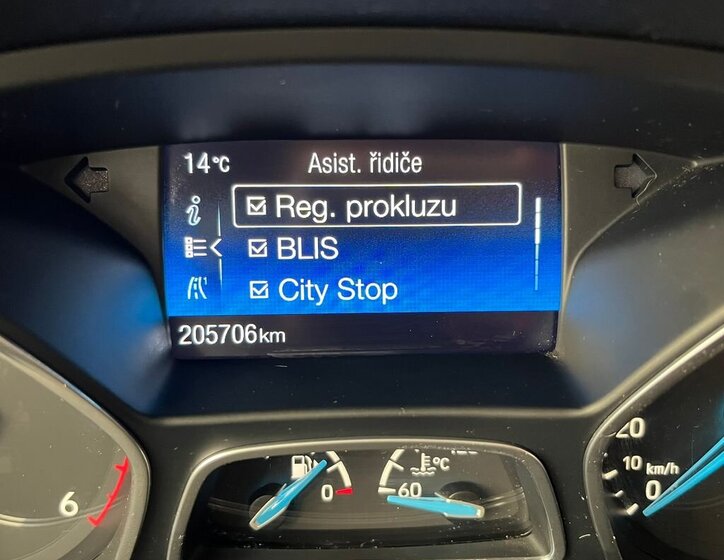 14°C Asist. řidiče
Reg. prokluzu
BLIS
City Stop
205706km
6
0
°C
60
20
10 km/h
0